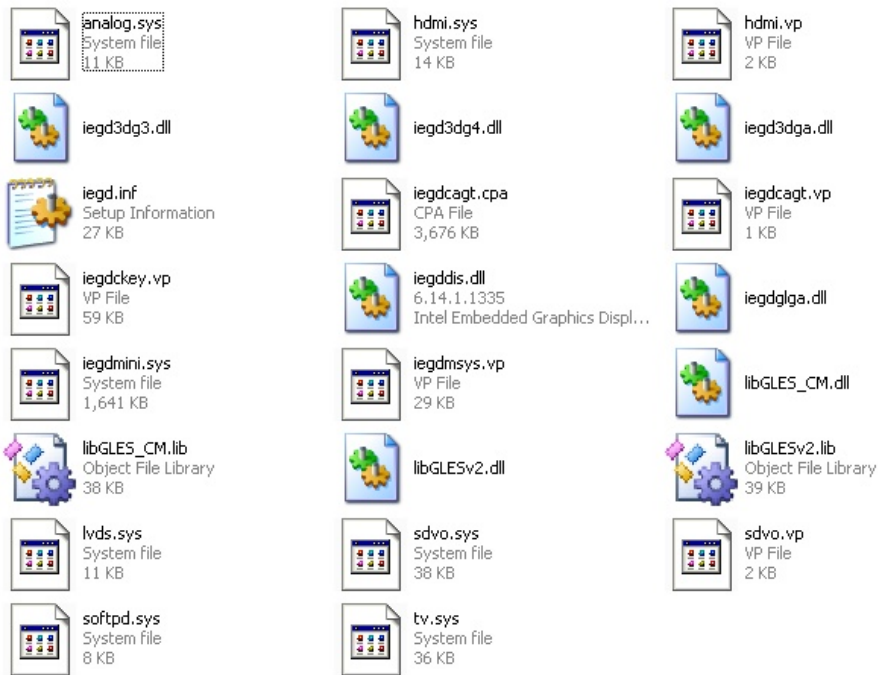 analog.sys
System file
11 KB
hdmi.sys
System file
14 KB
hdmi.vp
VP File
2 KB
iegd3dg3.dll
iegd3dg4.dll
iegd3dga.dll
iegd.inf
Setup Information
27 KB
iegdcagt.cpa
CPA File
3,676 KB
iegdcagt.vp
VP File
1 KB
iegdckey.vp
VP File
59 KB
iegddis.dll
6.14.1.1335
Intel Embedded Graphics Displ...
iegdglga.dll
iegdmini.sys
System file
1,641 KB
iegdmsys.vp
VP File
29 KB
libGLES_CM.dll
libGLES_CM.lib
Object File Library
38 KB
libGLESv2.dll
libGLESv2.lib
Object File Library
39 KB
lvds.sys
System file
11 KB
sdvo.sys
System file
38 KB
sdvo.vp
VP File
2 KB
softpd.sys
System file
8 KB
tv.sys
System file
36 KB